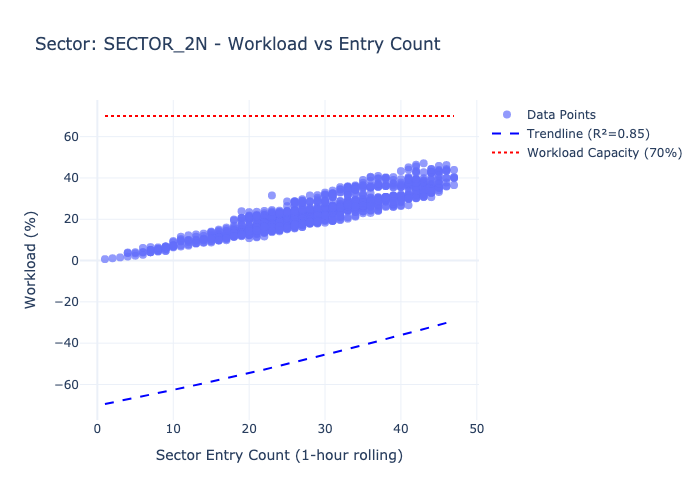 Sector: SECTOR_2N - Workload vs Entry Count
Data Points
Trendline (R²=0.85)
Workload Capacity (70%)
Workload (%)
60
40
20
0
−20
−40
−60
0 10 20 30 40 50
Sector Entry Count (1-hour rolling)